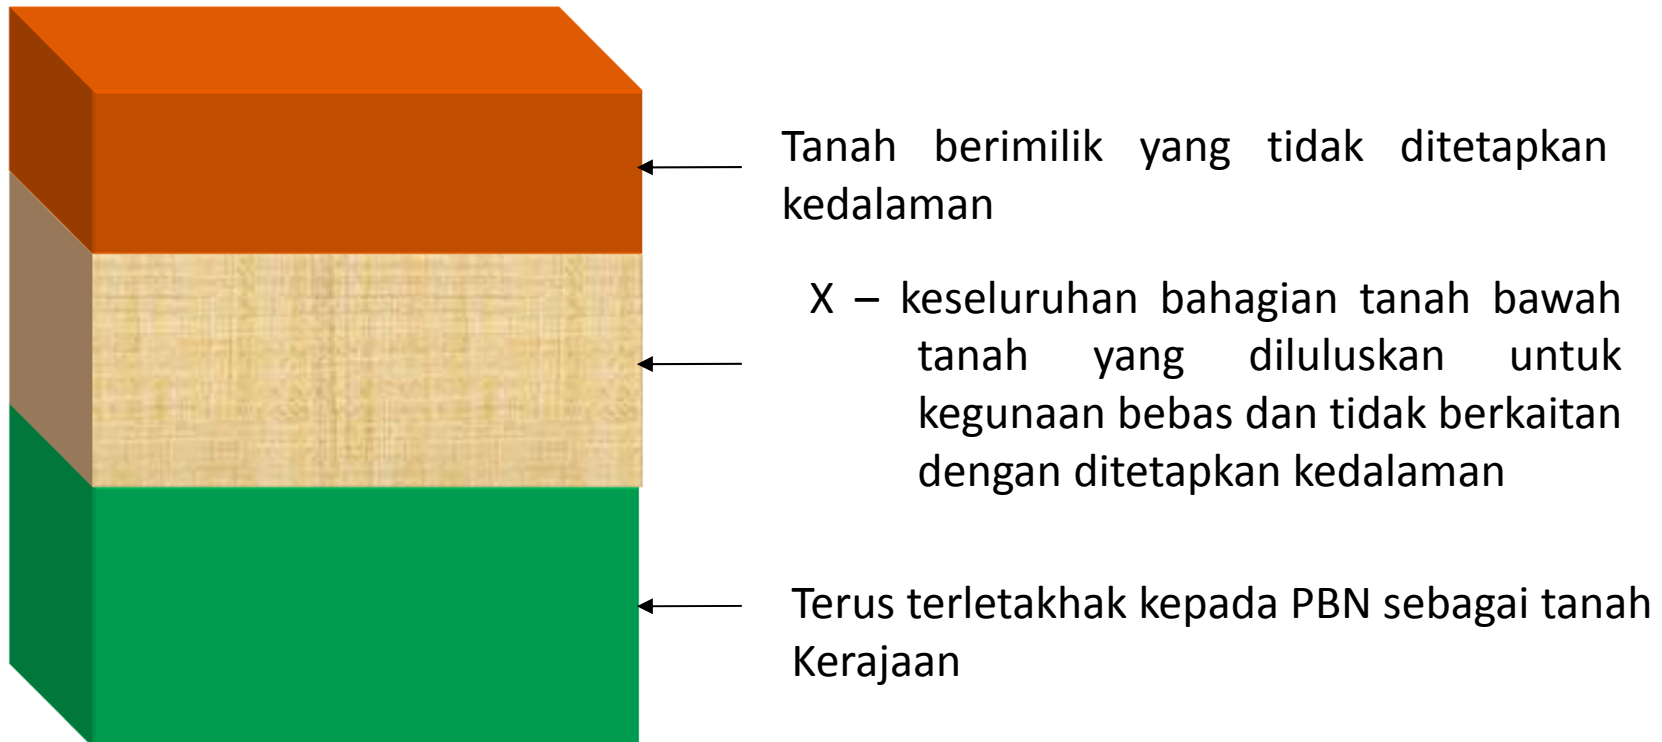 Tanah berimilik yang tidak ditetapkan
kedalaman
X – keseluruhan bahagian tanah bawah
tanah yang diluluskan untuk
kegunaan bebas dan tidak berkaitan
dengan ditetapkan kedalaman
Terus terletakhak kepada PBN sebagai tanah
Kerajaan